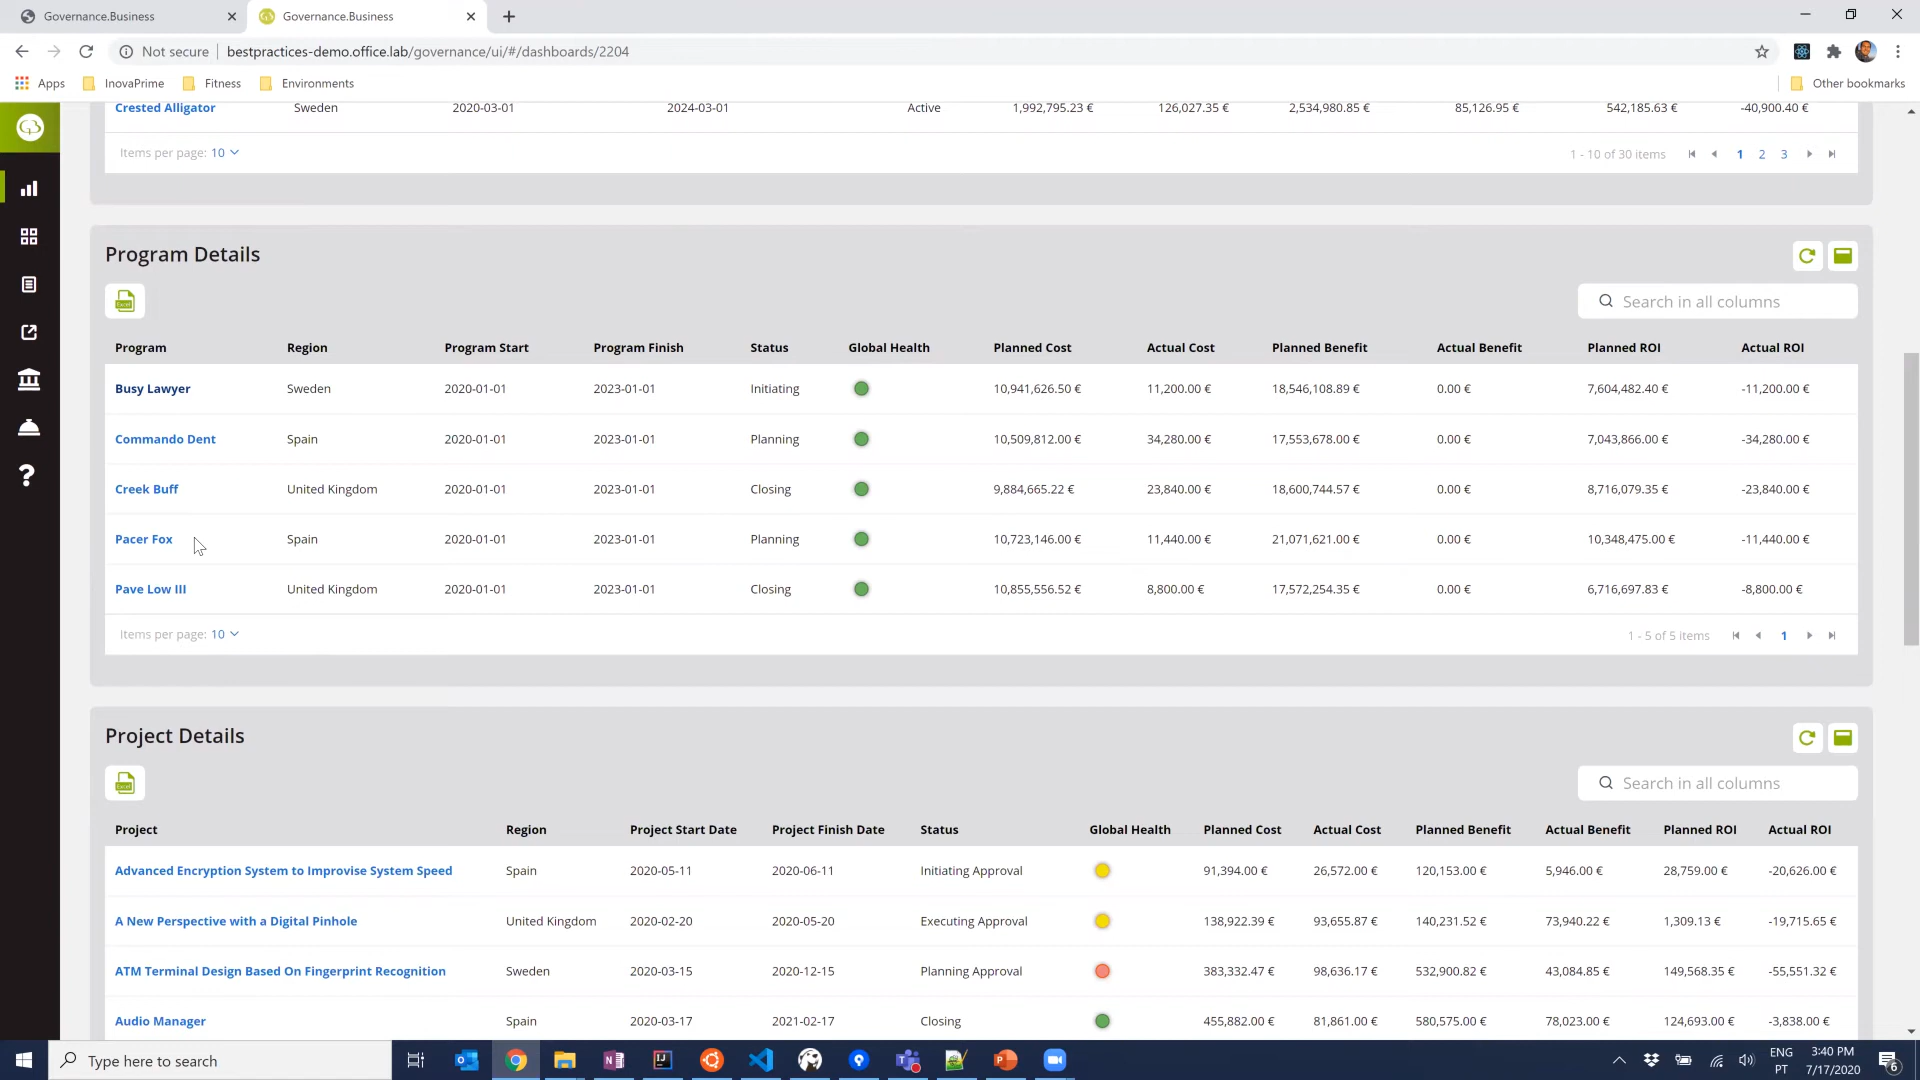 Governance.Business
Governance.Business
Not secure
bestpractices-demo.office.lab/governance/ui/#/dashboards/2204
Apps InovaPrime Fitness Environments Other bookmarks
Crested Alligator Sweden 2020-03-01 2024-03-01 Active 1,992,795.23 € 126,027.35 € 2,534,980.85 € 85,126.95 € 542,185.63 € -40,900.40 €
Items per page: 10 1 - 10 of 30 items 1 2 3
Program Details
Excel
Search in all columns
Program Region Program Start Program Finish Status Global Health Planned Cost Actual Cost Planned Benefit Actual Benefit Planned ROI Actual ROI
Busy Lawyer Sweden 2020-01-01 2023-01-01 Initiating 10,941,626.50 € 11,200.00 € 18,546,108.89 € 0.00 € 7,604,482.40 € -11,200.00 €
Commando Dent Spain 2020-01-01 2023-01-01 Planning 10,509,812.00 € 34,280.00 € 17,553,678.00 € 0.00 € 7,043,866.00 € -34,280.00 €
Creek Buff United Kingdom 2020-01-01 2023-01-01 Closing 9,884,665.22 € 23,840.00 € 18,600,744.57 € 0.00 € 8,716,079.35 € -23,840.00 €
Pacer Fox Spain 2020-01-01 2023-01-01 Planning 10,723,146.00 € 11,440.00 € 21,071,621.00 € 0.00 € 10,348,475.00 € -11,440.00 €
Pave Low III United Kingdom 2020-01-01 2023-01-01 Closing 10,855,556.52 € 8,800.00 € 17,572,254.35 € 0.00 € 6,716,697.83 € -8,800.00 €
Items per page: 10 1 - 5 of 5 items 1
Project Details
Excel
Search in all columns
Project Region Project Start Date Project Finish Date Status Global Health Planned Cost Actual Cost Planned Benefit Actual Benefit Planned ROI Actual ROI
Advanced Encryption System to Improvise System Speed Spain 2020-05-11 2020-06-11 Initiating Approval 91,394.00 € 26,572.00 € 120,153.00 € 5,946.00 € 28,759.00 € -20,626.00 €
A New Perspective with a Digital Pinhole United Kingdom 2020-02-20 2020-05-20 Executing Approval 138,922.39 € 93,655.87 € 140,231.52 € 73,940.22 € 1,309.13 € -19,715.65 €
ATM Terminal Design Based On Fingerprint Recognition Sweden 2020-03-15 2020-12-15 Planning Approval 383,332.47 € 98,636.17 € 532,900.82 € 43,084.85 € 149,568.35 € -55,551.32 €
Audio Manager Spain 2020-03-17 2021-02-17 Closing 455,882.00 € 81,861.00 € 580,575.00 € 78,023.00 € 124,693.00 € -3,838.00 €
Type here to search
ENG 3:40 PM
PT 7/17/2020
6